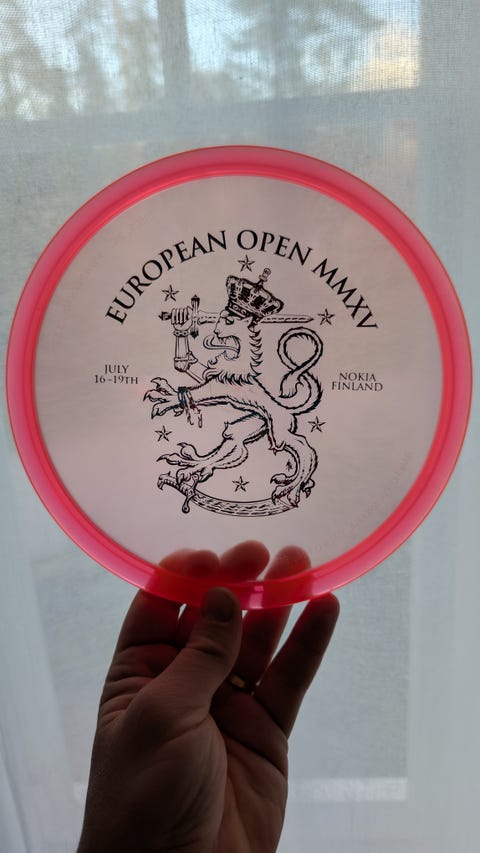 EUROPEAN OPEN MMXV
JULY
16-19TH
NOKIA
FINLAND